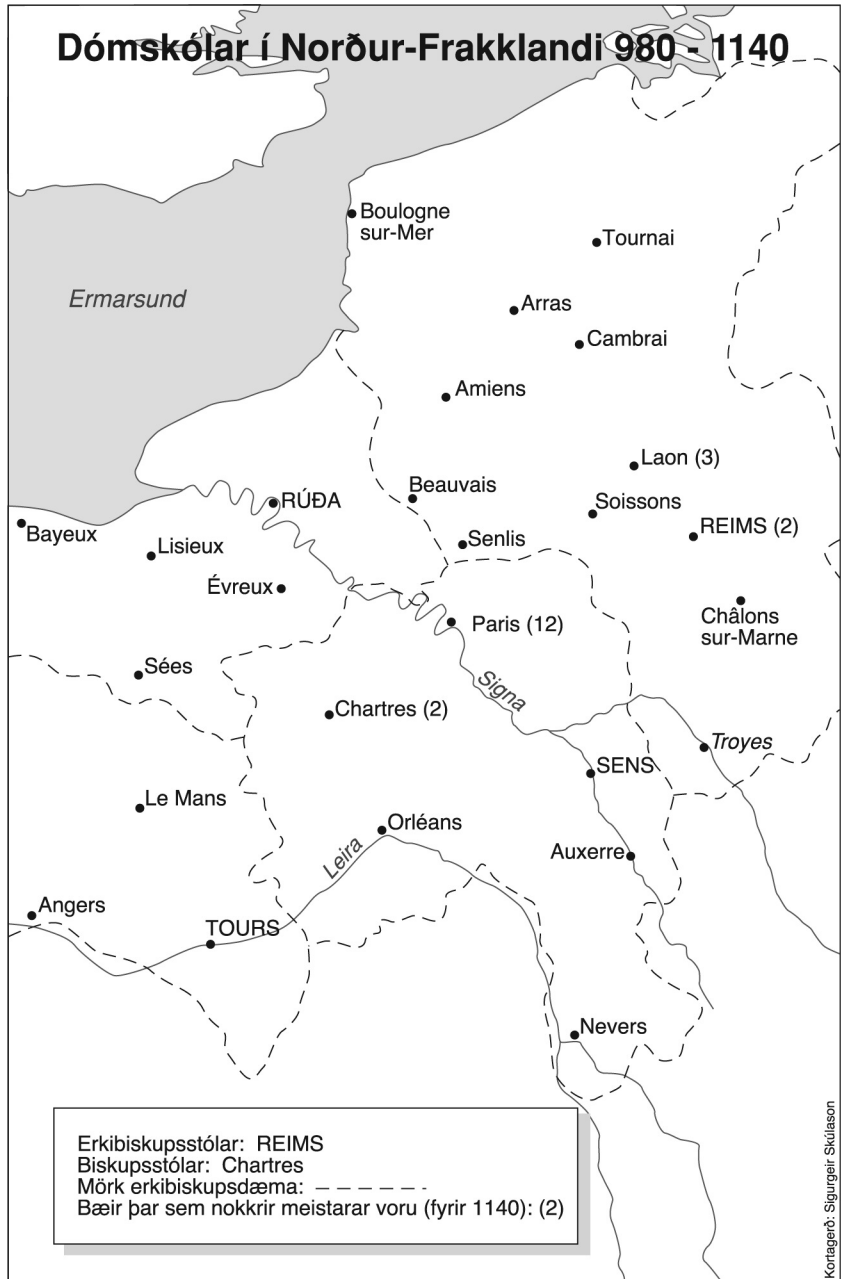 Dómskólar í Norður-Frakklandi 980 - 1140
Boulogne
sur-Mer
Tournai
Ermarsund
Arras
Cambrai
Amiens
Laon (3)
Beauvais
Soissons
RÚÐA
REIMS (2)
Bayeux
Senlis
Lisieux
Évreux
Châlons
sur-Marne
Paris (12)
Sées
Signa
Chartres (2)
Troyes
SENS
Le Mans
Orléans
Leira
Auxerre
Angers
TOURS
Nevers
Erkibiskupsstólar: REIMS
Biskupsstólar: Chartres
Mörk erkibiskupsdæma:
Bæir þar sem nokkrir meistarar voru (fyrir 1140): (2)
Kortagerð: Sigurgeir Skúlason